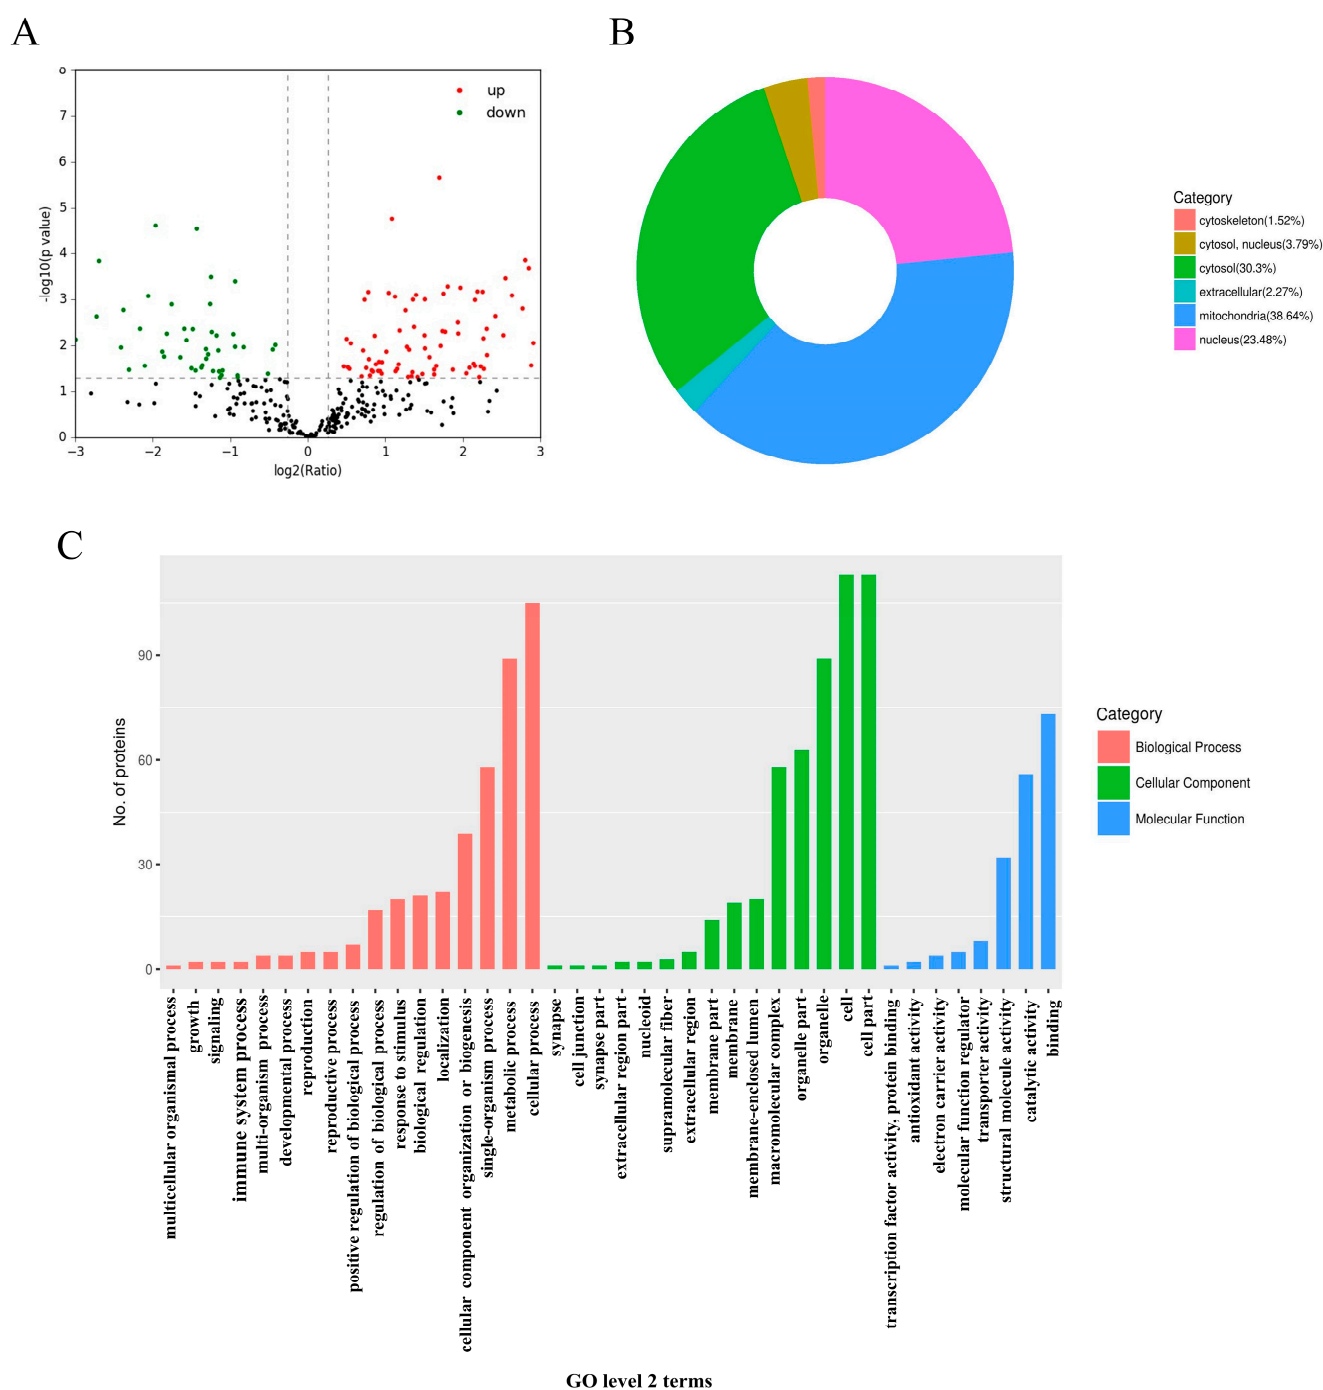 A
B
8
7
6
5
4
3
2
1
0
-log10(p value)
up
down
−3
−2
−1
0
1
2
3
log2(Ratio)
Category
cytoskeleton(1.52%)
cytosol, nucleus(3.79%)
cytosol(30.3%)
extracellular(2.27%)
mitochondria(38.64%)
nucleus(23.48%)
C
90
60
30
0
No. of proteins
Category
Biological Process
Cellular Component
Molecular Function
multicellular organismal process
growth
signaling
immune system process
multi-organism process
developmental process
reproduction
reproductive process
positive regulation of biological process
regulation of biological process
response to stimulus
biological regulation
localization
cellular component organization or biogenesis
single-organism process
metabolic process
cellular process
synapse
cell junction
synapse part
extracellular region part
nucleoid
supramolecular fiber
extracellular region
membrane part
membrane
membrane-enclosed lumen
macromolecular complex
organelle part
organelle
cell
cell part
transcription factor activity, protein binding
antioxidant activity
electron carrier activity
molecular function regulator
transporter activity
structural molecule activity
catalytic activity
binding
GO level 2 terms